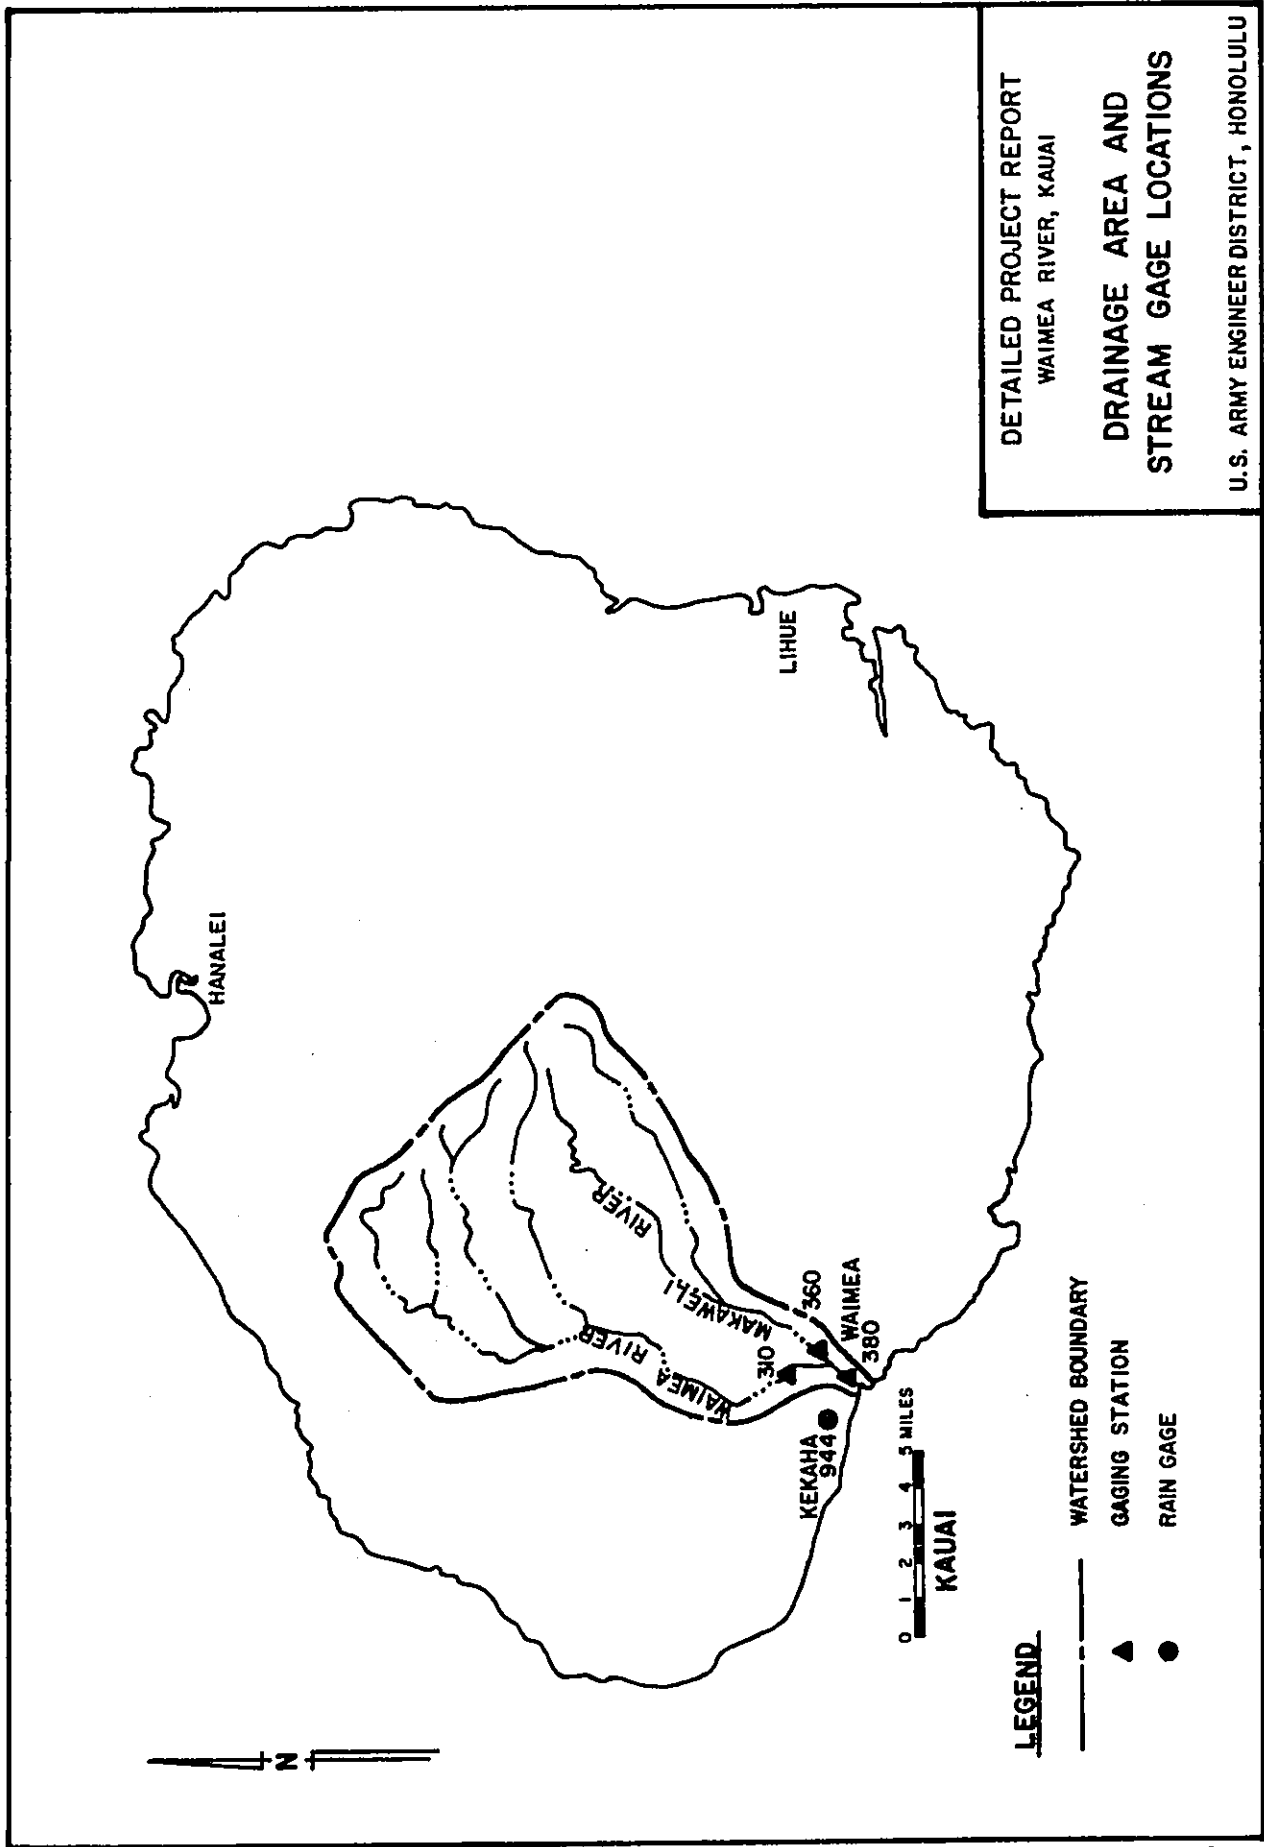 HANALEI
LIHUE
RIVER
MAKAWELI
WAIMEA RIVER
310
360
WAIMEA
380
KEKAHA
944
0 1 2 3 4 5 MILES
KAUAI
N
LEGEND
WATERSHED BOUNDARY
GAGING STATION
RAIN GAGE
DETAILED PROJECT REPORT
WAIMEA RIVER, KAUAI
DRAINAGE AREA AND
STREAM GAGE LOCATIONS
U.S. ARMY ENGINEER DISTRICT, HONOLULU